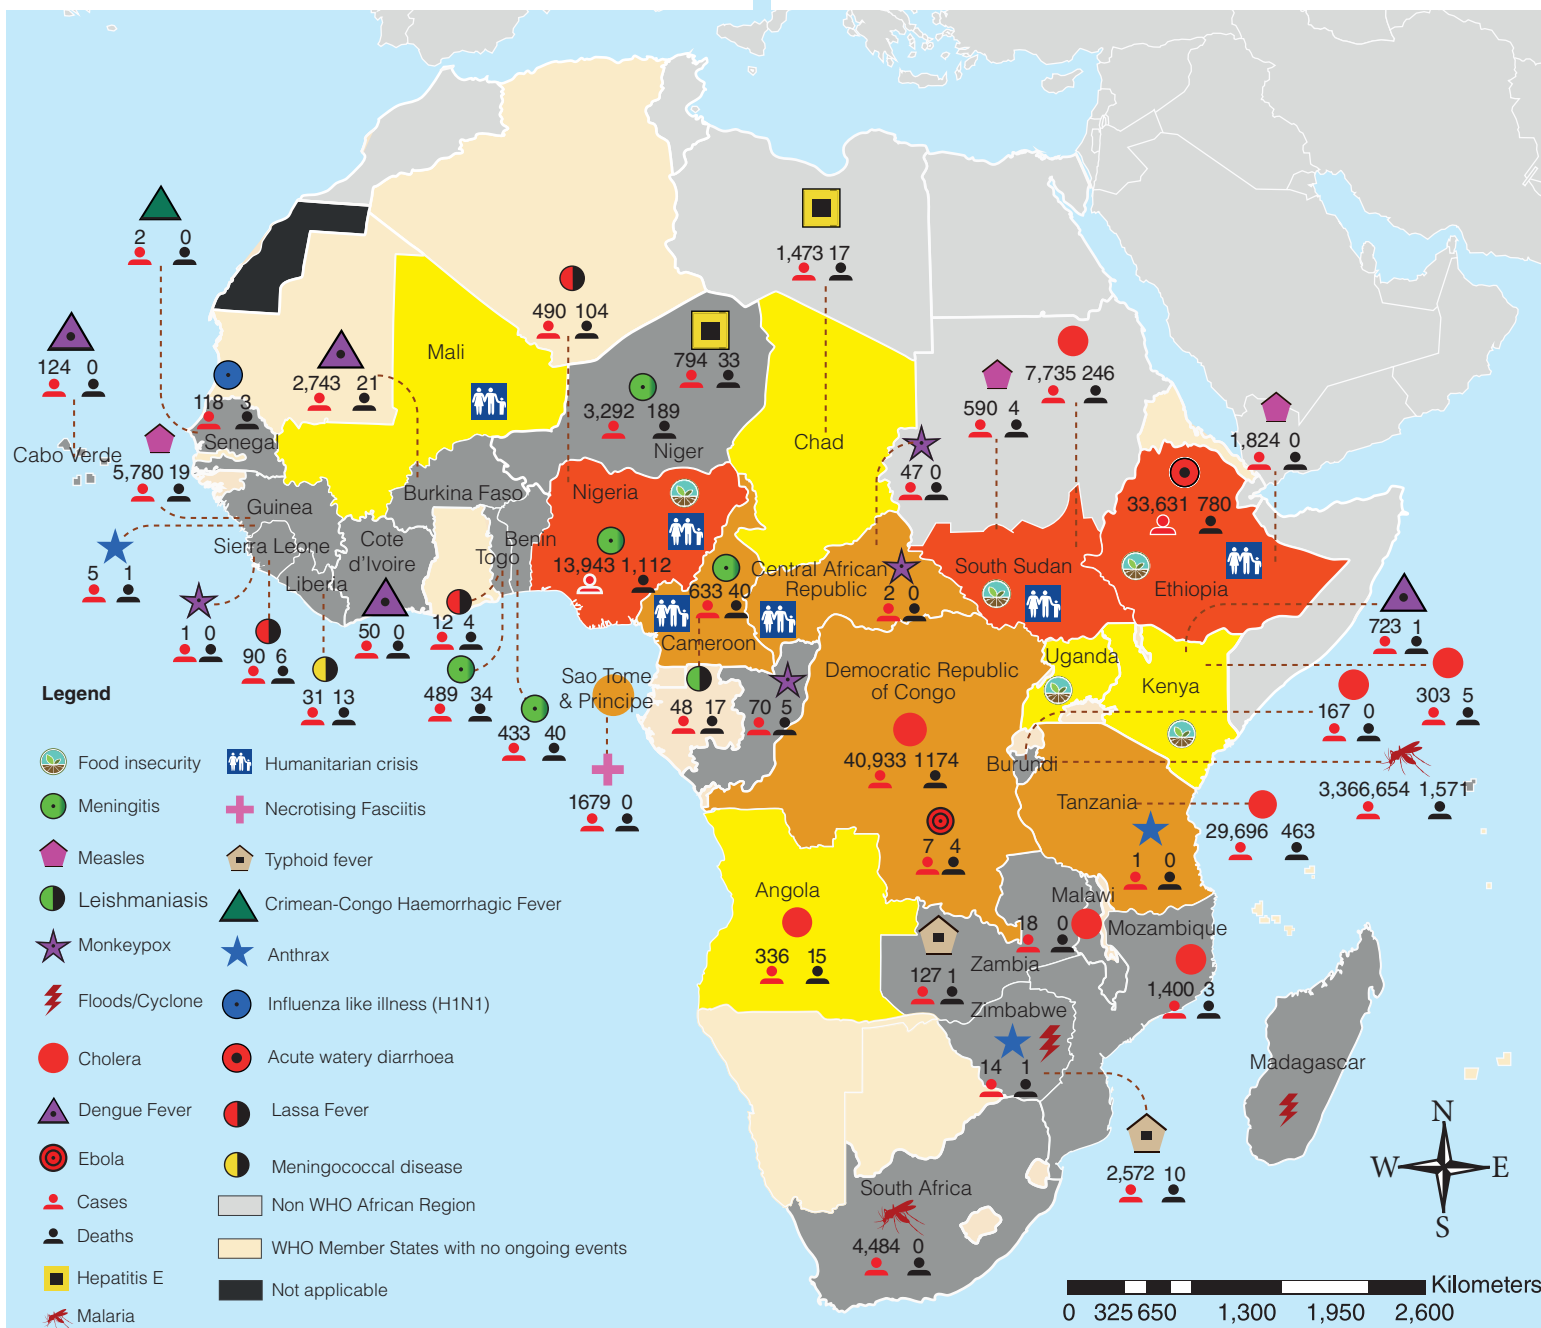 2 0
1,473 17
490 104
124 0
2,743 21
Mali
794 33
7,735 246
118 3
3,292 189
590 4
Senegal
Niger
Chad
1,824 0
Cabo Verde
5,780 19
47 0
Burkina Faso
Nigeria
33,631 780
Guinea
Sierra Leone
Cote
d'Ivoire
Benin
Togo
13,943 1,112
Central African
Republic
South Sudan
Ethiopia
Liberia
5 1
633 40
2 0
1 0
90 6
50 0
12 4
Cameroon
723 1
Uganda
Kenya
31 13
489 34
Sao Tome
& Principe
Democratic Republic
of Congo
303 5
48 17
70 5
167 0
433 40
40,933 1174
Burundi
3,366,654 1,571
1679 0
Tanzania
29,696 463
7 4
1 0
Angola
Malawi
18 0
Mozambique
336 15
Zambia
127 1
1,400 3
Zimbabwe
14 1
Madagascar
2,572 10
South Africa
4,484 0
Legend
Food insecurity
Humanitarian crisis
Meningitis
Necrotising Fasciitis
Measles
Typhoid fever
Leishmaniasis
Crimean-Congo Haemorrhagic Fever
Monkeypox
Anthrax
Floods/Cyclone
Influenza like illness (H1N1)
Cholera
Acute watery diarrhoea
Dengue Fever
Lassa Fever
Ebola
Meningococcal disease
Cases
Non WHO African Region
Deaths
WHO Member States with no ongoing events
Hepatitis E
Not applicable
Malaria
N
W E
S
Kilometers
0 325 650 1,300 1,950 2,600